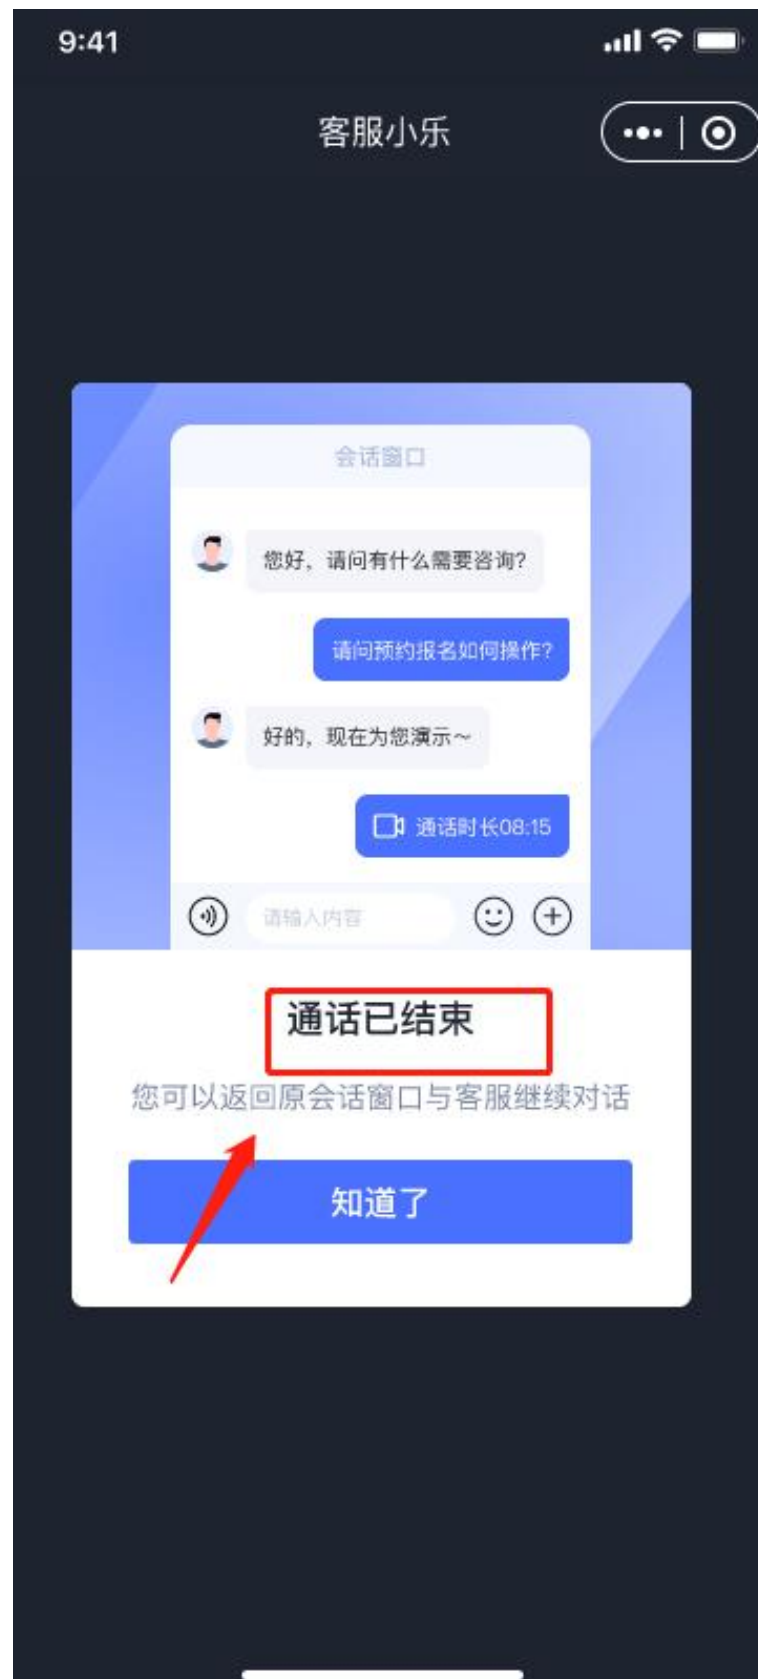 9:41
客服小乐
会话窗口
您好，请问有什么需要咨询?
请问预约报名如何操作?
好的，现在为您演示～
通话时长08:15
请输入内容
通话已结束
您可以返回原会话窗口与客服继续对话
知道了